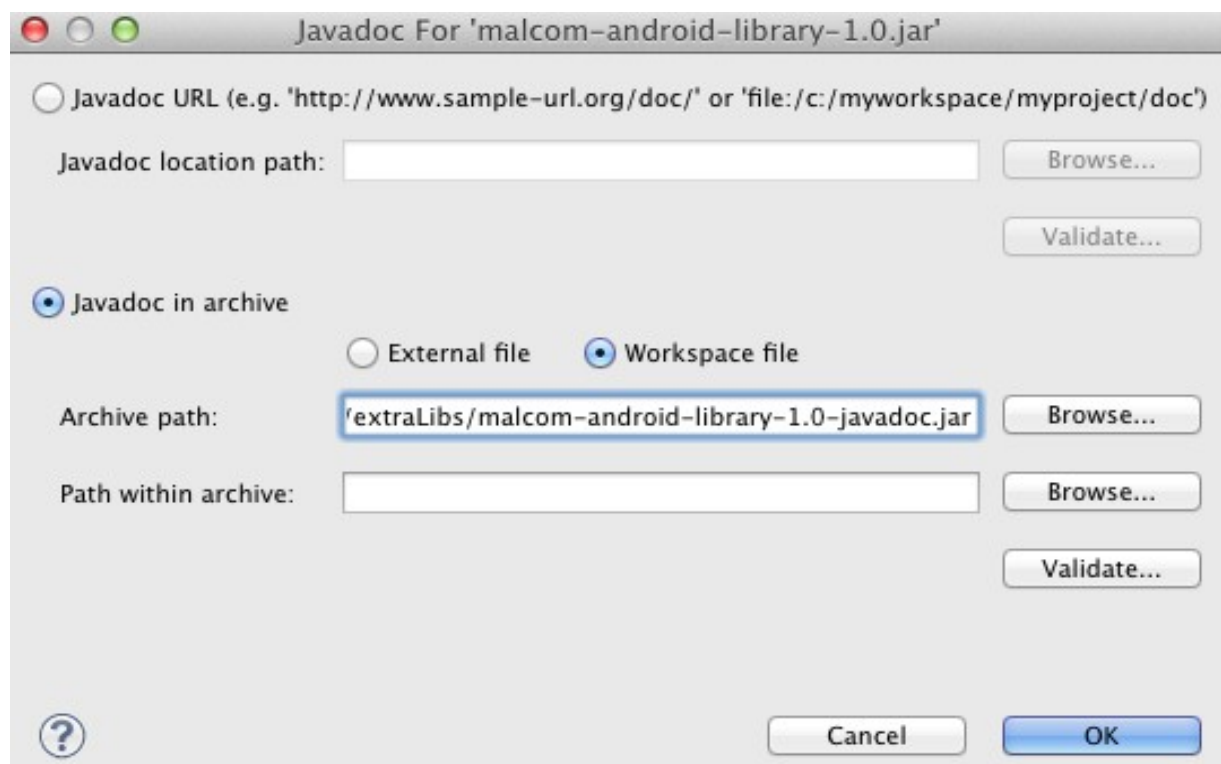 Javadoc For 'malcom-android-library-1.0.jar'
Javadoc URL (e.g. 'http://www.sample-url.org/doc/' or 'file:/c:/myworkspace/myproject/doc')
Javadoc location path: Browse...
Validate...
Javadoc in archive
External file Workspace file
Archive path: /extraLibs/malcom-android-library-1.0-javadoc.jar Browse...
Path within archive: Browse...
Validate...
? Cancel OK